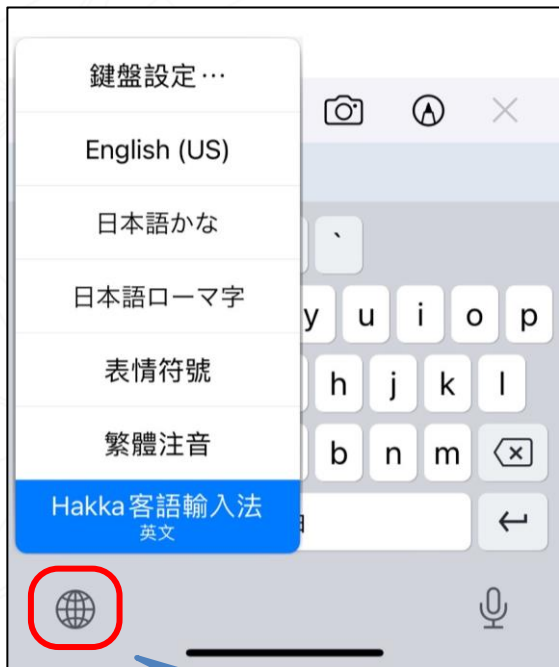 鍵盤設定…
English (US)
日本語かな
日本語ローマ字
表情符號
繁體注音
Hakka客語輸入法
英文
`
y u i o p
h j k l
b n m